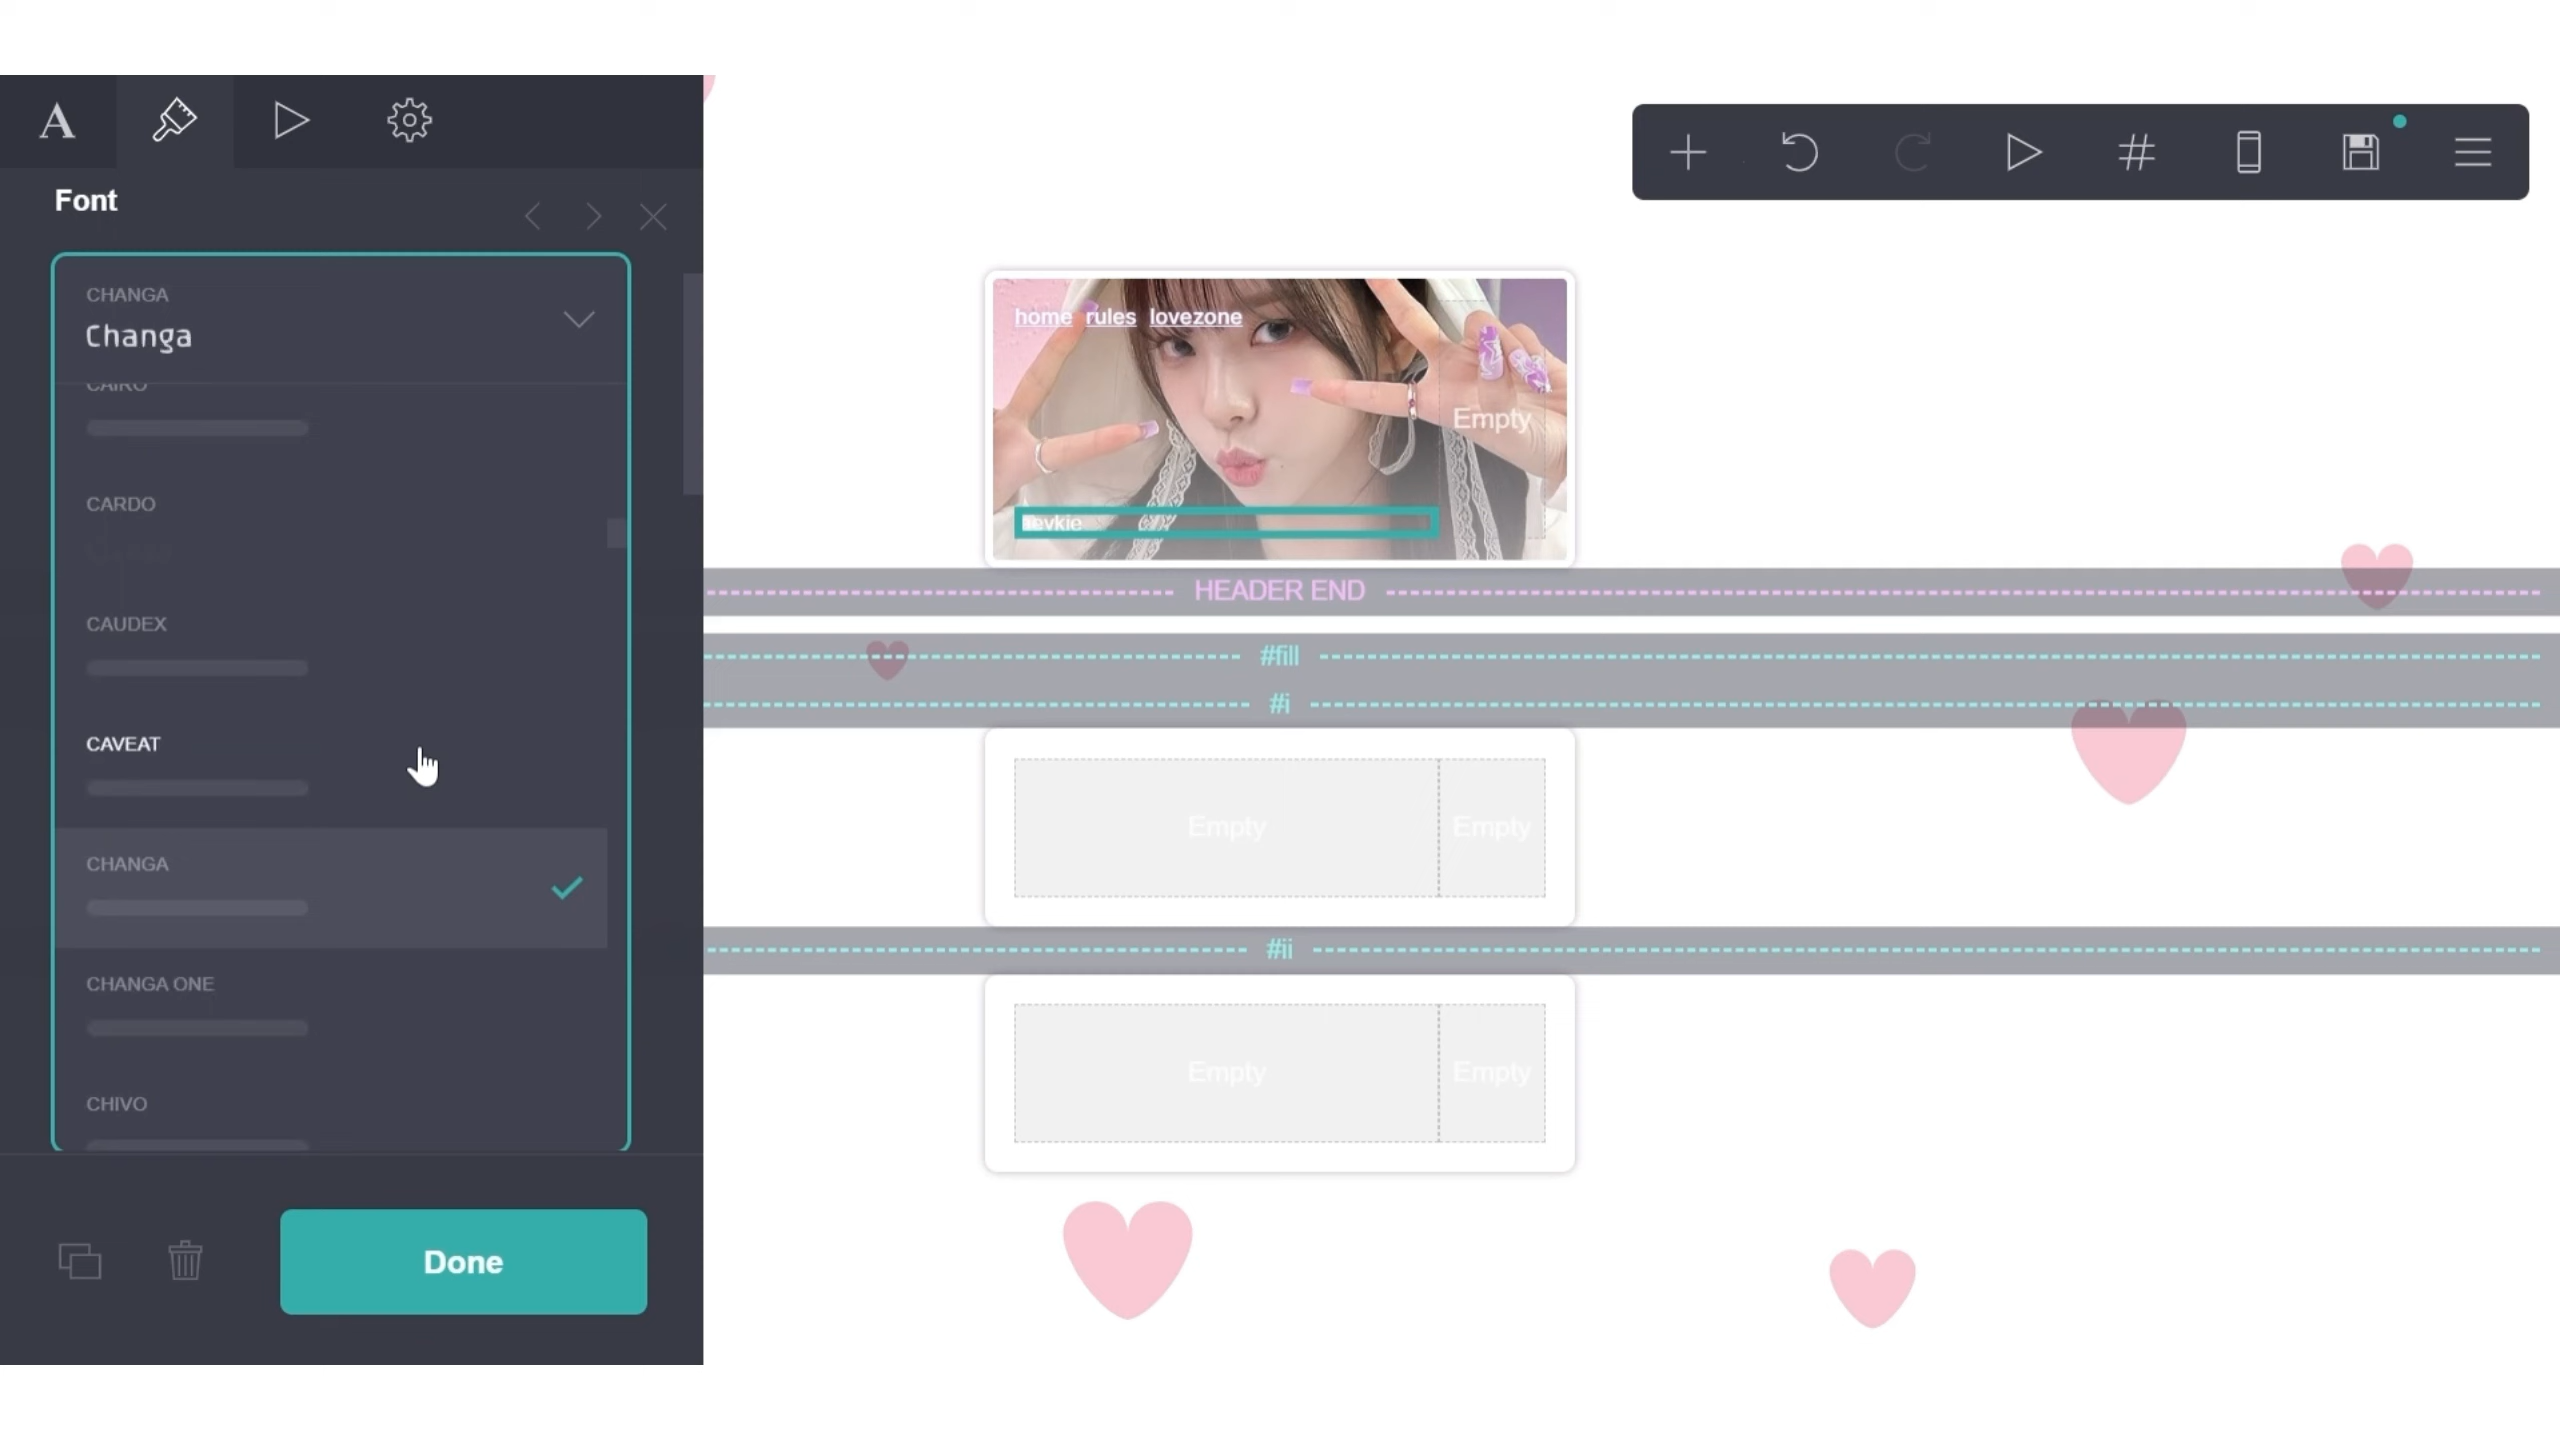 A
Font
CHANGA
Changa
CAIRO
CARDO
CAUDEX
CAVEAT
CHANGA
CHANGA ONE
CHIVO
Done
home rules lovezone
Empty
HEADER END
#fill
#i
Empty Empty
#ii
Empty Empty